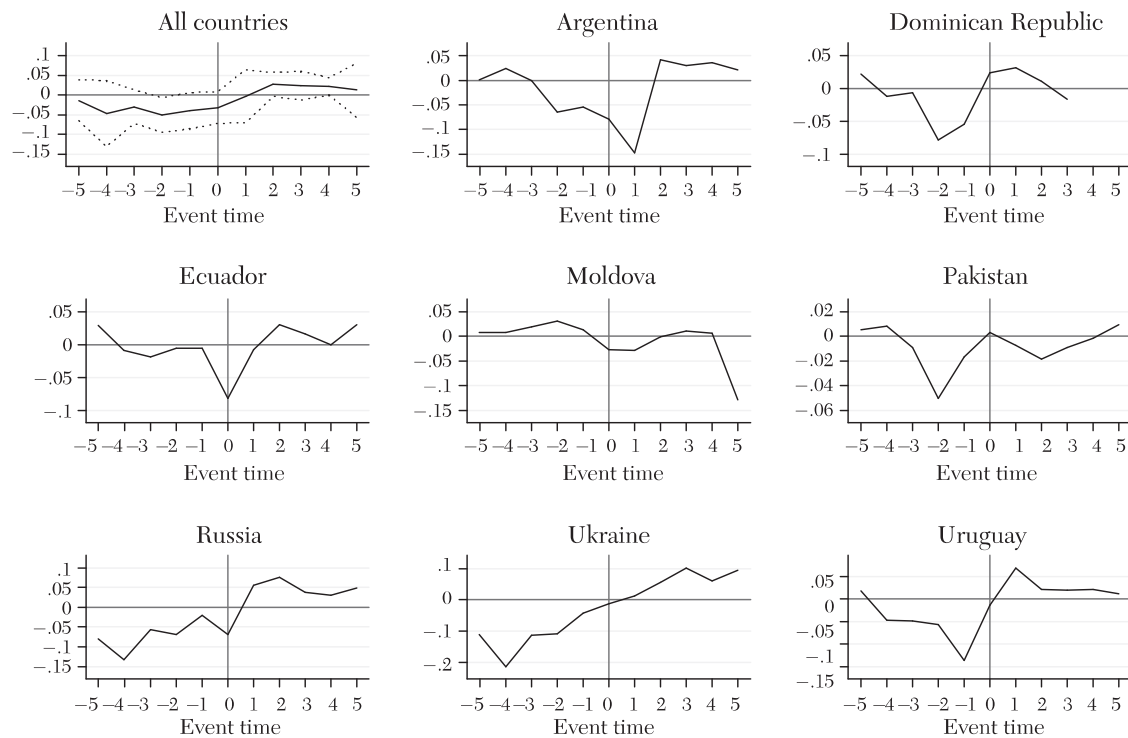 All countries
.1
.05
0
−.05
−.1
−.15
−5 −4 −3 −2 −1 0 1 2 3 4 5
Event time
Argentina
.05
0
−.05
−.1
−.15
−5 −4 −3 −2 −1 0 1 2 3 4 5
Event time
Dominican Republic
.05
0
−.05
−.1
−5 −4 −3 −2 −1 0 1 2 3 4 5
Event time
Ecuador
.05
0
−.05
−.1
−5 −4 −3 −2 −1 0 1 2 3 4 5
Event time
Moldova
.05
0
−.05
−.1
−.15
−5 −4 −3 −2 −1 0 1 2 3 4 5
Event time
Pakistan
.02
0
−.02
−.04
−.06
−5 −4 −3 −2 −1 0 1 2 3 4 5
Event time
Russia
.1
.05
0
−.05
−.1
−.15
−5 −4 −3 −2 −1 0 1 2 3 4 5
Event time
Ukraine
.1
0
−.1
−.2
−5 −4 −3 −2 −1 0 1 2 3 4 5
Event time
Uruguay
.05
0
−.05
−.1
−.15
−5 −4 −3 −2 −1 0 1 2 3 4 5
Event time